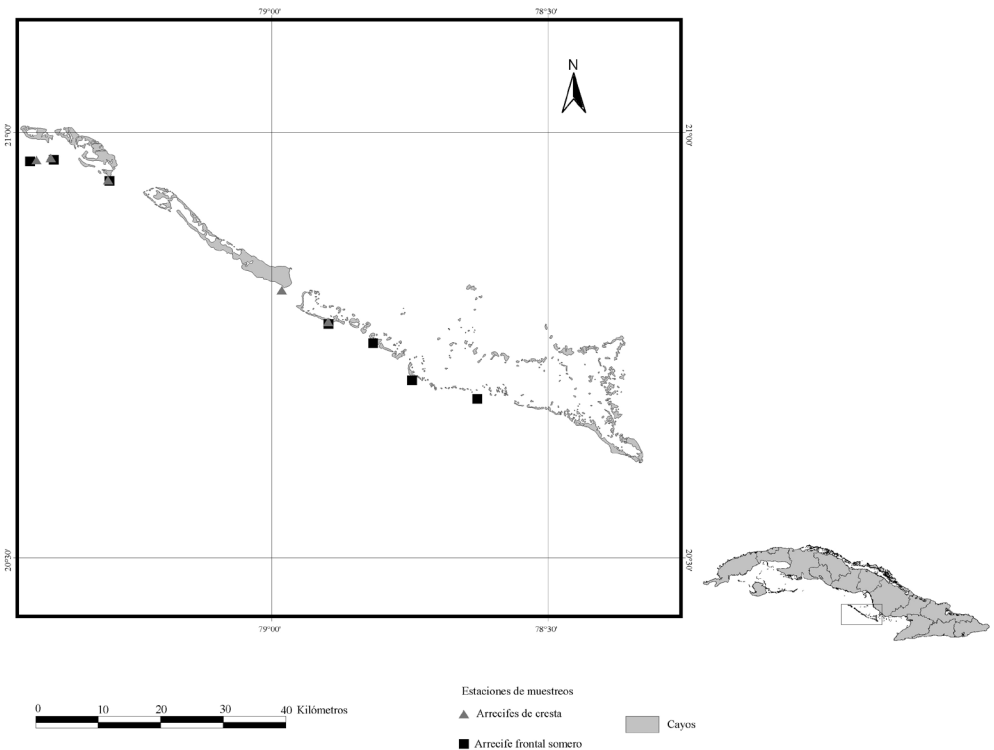 79°00' 78°30'
N
21°00' 21°00'
20°30' 20°30'
79°00' 78°30'
Estaciones de muestreos
0 10 20 30 40 Kilómetros
Arrecifes de cresta
Cayos
Arrecife frontal somero